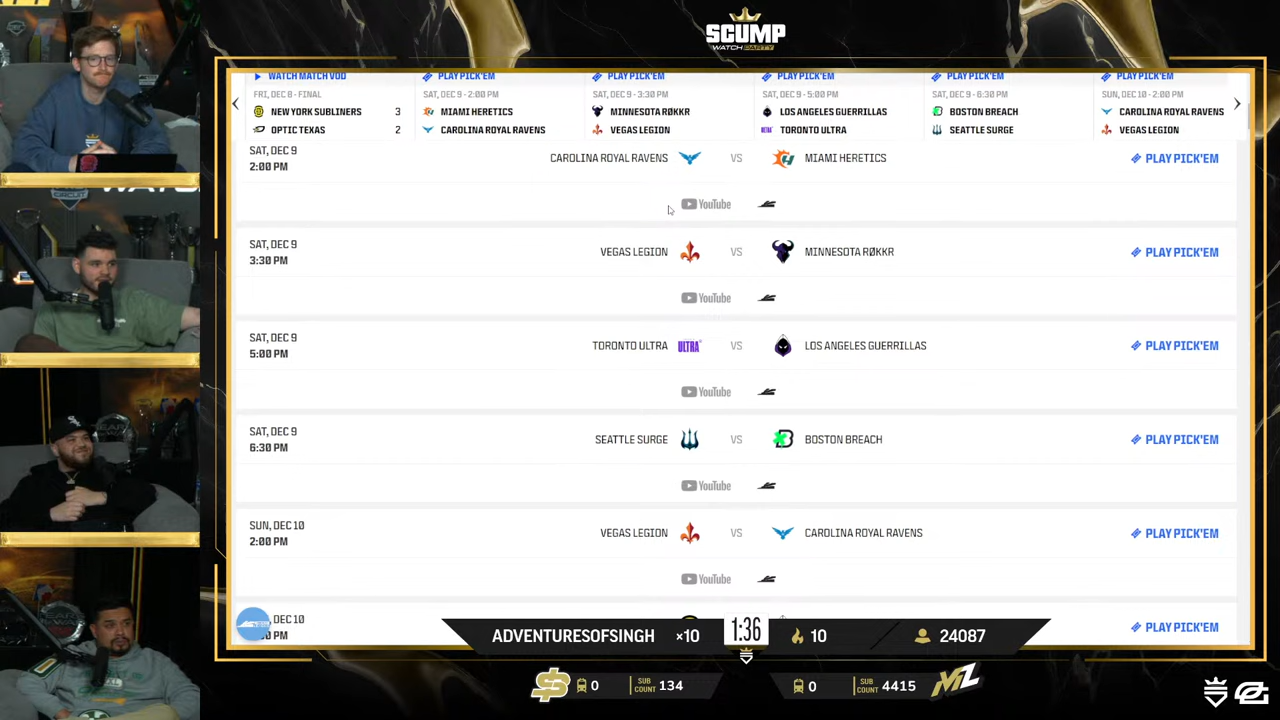 SCUMP
WATCH PARTY
WATCH MATCH VOD
FRI, DEC 8 - FINAL
NEW YORK SUBLINERS 3
OPTIC TEXAS 2
PLAY PICK'EM
SAT, DEC 9 - 2:00 PM
MIAMI HERETICS
CAROLINA ROYAL RAVENS
PLAY PICK'EM
SAT, DEC 9 - 3:30 PM
MINNESOTA RØKKR
VEGAS LEGION
PLAY PICK'EM
SAT, DEC 9 - 5:00 PM
LOS ANGELES GUERRILLAS
ULTRA TORONTO ULTRA
PLAY PICK'EM
SAT, DEC 9 - 6:30 PM
BOSTON BREACH
SEATTLE SURGE
PLAY PICK'EM
SUN, DEC 10 - 2:00 PM
CAROLINA ROYAL RAVENS
VEGAS LEGION
SAT, DEC 9
2:00 PM
CAROLINA ROYAL RAVENS VS MIAMI HERETICS PLAY PICK'EM
YouTube
SAT, DEC 9
3:30 PM
VEGAS LEGION VS MINNESOTA RØKKR PLAY PICK'EM
YouTube
SAT, DEC 9
5:00 PM
TORONTO ULTRA ULTRA VS LOS ANGELES GUERRILLAS PLAY PICK'EM
YouTube
SAT, DEC 9
6:30 PM
SEATTLE SURGE VS BOSTON BREACH PLAY PICK'EM
YouTube
SUN, DEC 10
2:00 PM
VEGAS LEGION VS CAROLINA ROYAL RAVENS PLAY PICK'EM
YouTube
DEC 10
PM
PLAY PICK'EM
ADVENTURESOFSINGH ×10 1:36 10 24087
0 SUB COUNT 134
0 SUB COUNT 4415